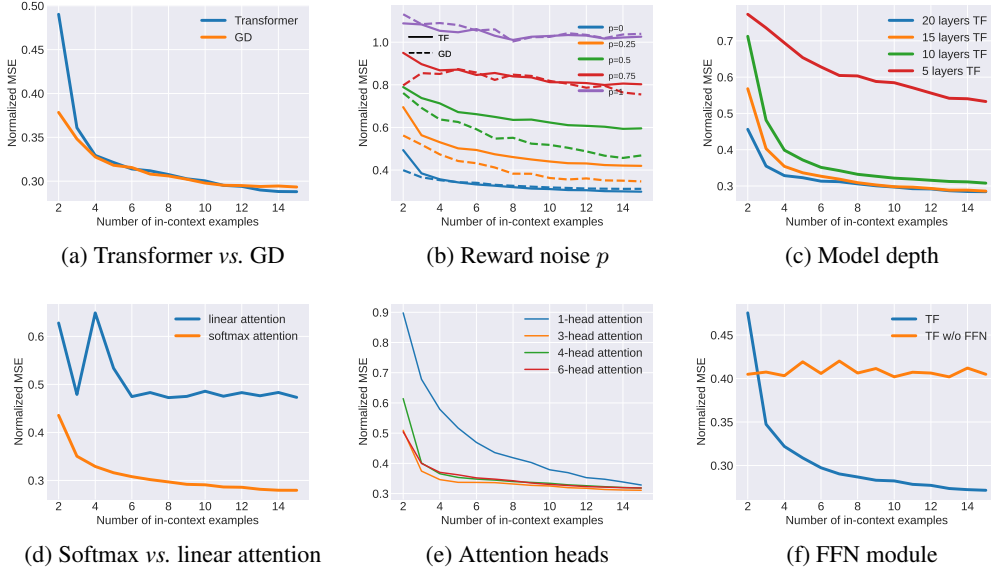 0.50
0.45
0.40
0.35
0.30
Normalized MSE
2 4 6 8 10 12 14
Number of in-context examples
Transformer
GD
(a) Transformer vs. GD
1.0
0.8
0.6
0.4
Normalized MSE
2 4 6 8 10 12 14
Number of in-context examples
TF
GD
p=0
p=0.25
p=0.5
p=0.75
p=1
(b) Reward noise p
0.7
0.6
0.5
0.4
0.3
Normalized MSE
2 4 6 8 10 12 14
Number of in-context examples
20 layers TF
15 layers TF
10 layers TF
5 layers TF
(c) Model depth
0.6
0.5
0.4
0.3
Normalized MSE
2 4 6 8 10 12 14
Number of in-context examples
linear attention
softmax attention
(d) Softmax vs. linear attention
0.9
0.8
0.7
0.6
0.5
0.4
0.3
Normalized MSE
2 4 6 8 10 12 14
Number of in-context examples
1-head attention
3-head attention
4-head attention
6-head attention
(e) Attention heads
0.45
0.40
0.35
0.30
Normalized MSE
2 4 6 8 10 12 14
Number of in-context examples
TF
TF w/o FFN
(f) FFN module